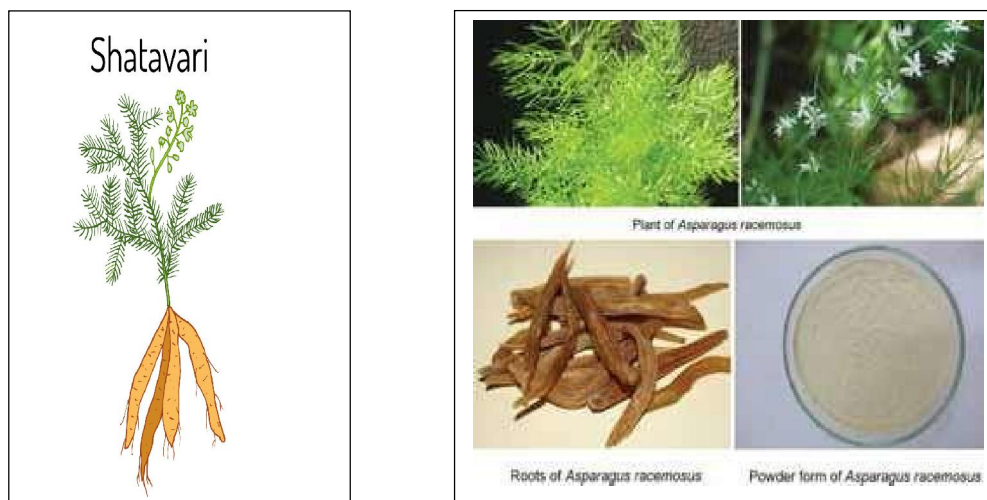 Shatavari
Plant of Asparagus racemosus
Roots of Asparagus racemosus
Powder form of Asparagus racemosus